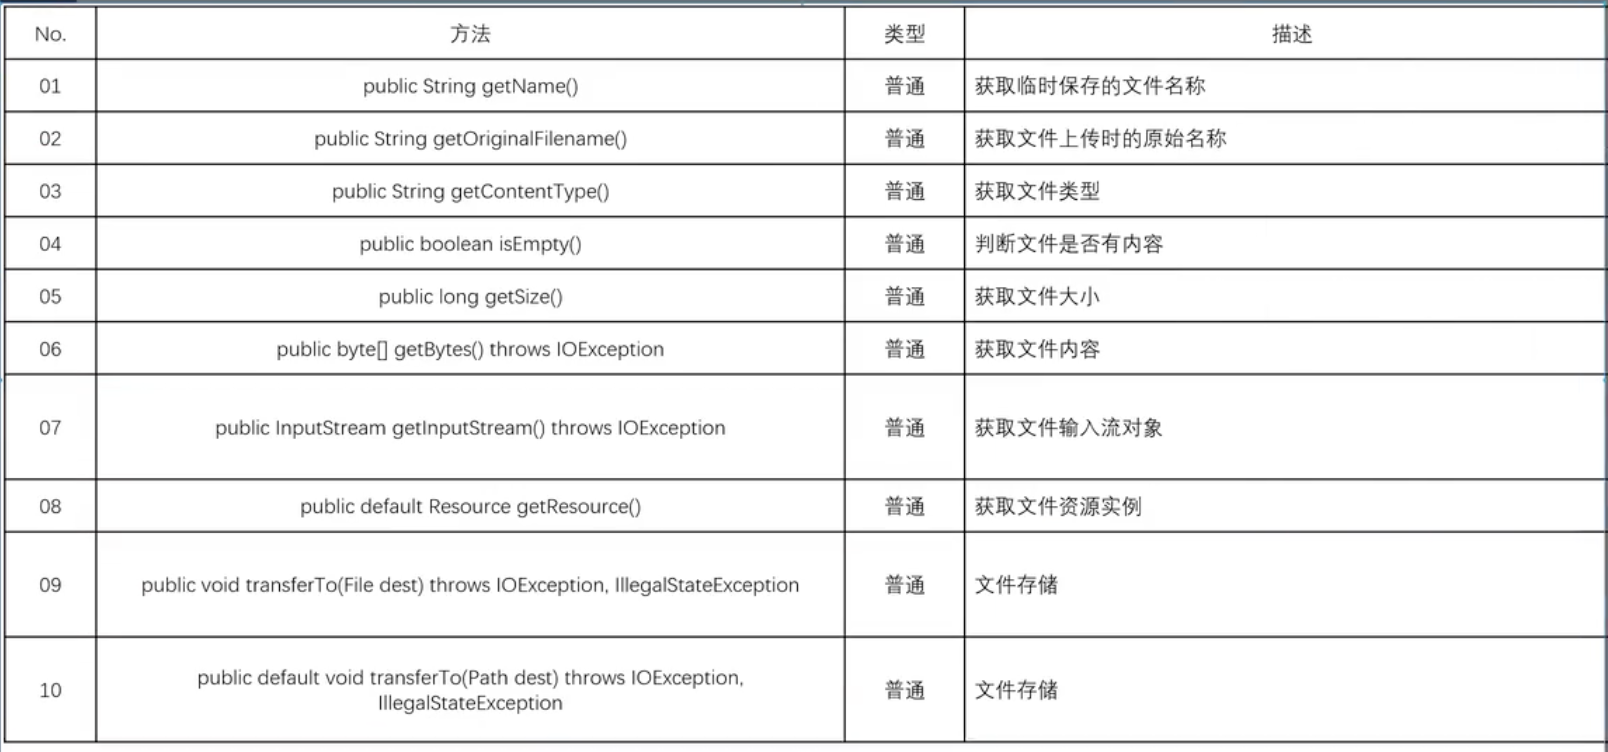 No. 方法 类型 描述
01 public String getName() 普通 获取临时保存的文件名称
02 public String getOriginalFilename() 普通 获取文件上传时的原始名称
03 public String getContentType() 普通 获取文件类型
04 public boolean isEmpty() 普通 判断文件是否有内容
05 public long getSize() 普通 获取文件大小
06 public byte[] getBytes() throws IOException 普通 获取文件内容
07 public InputStream getInputStream() throws IOException 普通 获取文件输入流对象
08 public default Resource getResource() 普通 获取文件资源实例
09 public void transferTo(File dest) throws IOException, IllegalStateException 普通 文件存储
10 public default void transferTo(Path dest) throws IOException,
IllegalStateException 普通 文件存储